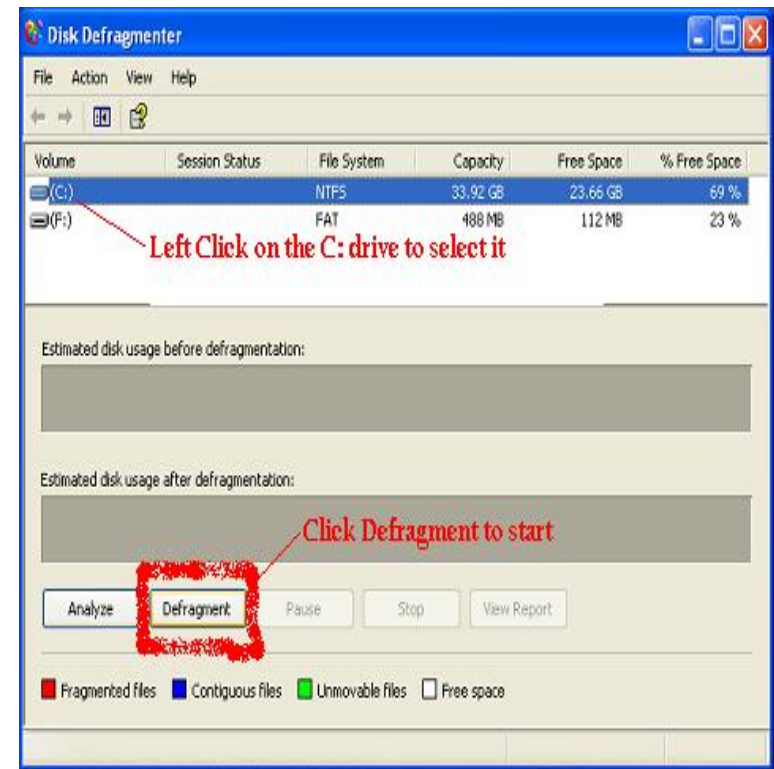 Disk Defragmenter
File Action View Help
Volume Session Status File System Capacity Free Space % Free Space
(C:) NTFS 33.92 GB 23.66 GB 69 %
(F:) FAT 488 MB 112 MB 23 %
Left Click on the C: drive to select it
Estimated disk usage before defragmentation:
Estimated disk usage after defragmentation:
Click Defragment to start
Analyze Defragment Pause Stop View Report
Fragmented files Contiguous files Unmovable files Free space